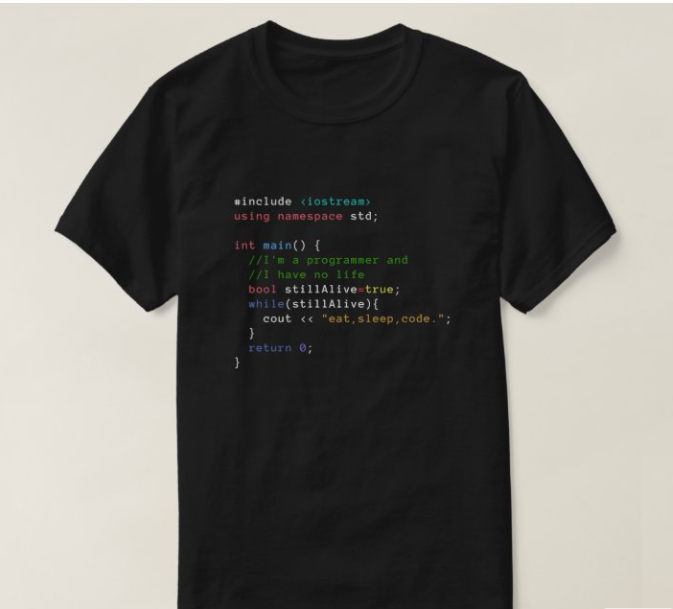 #include <iostream>
using namespace std;
int main() {
//I'm a programmer and
//I have no life
bool stillAlive=true;
while(stillAlive){
cout << "eat,sleep,code.";
}
return 0;
}